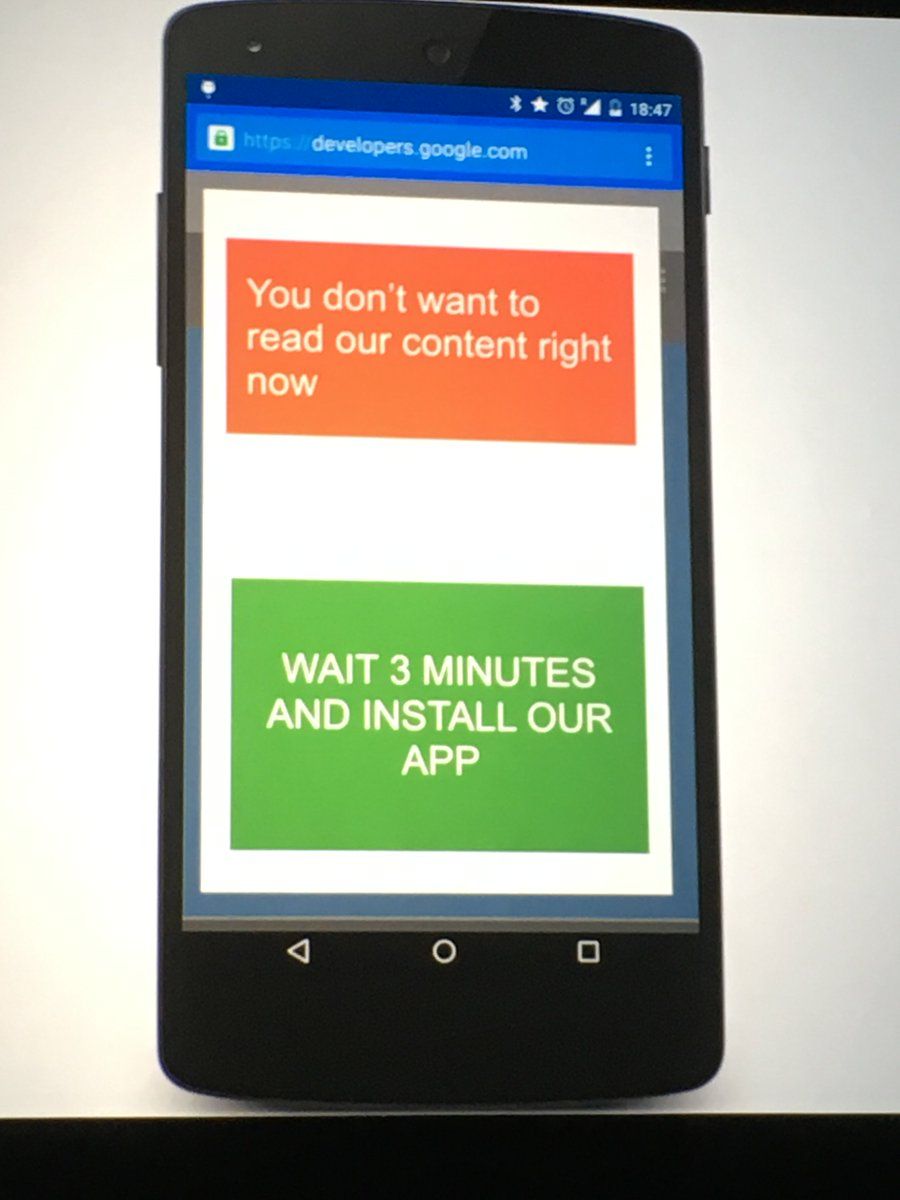 18:47
https://developers.google.com
You don't want to
read our content right
now
WAIT 3 MINUTES
AND INSTALL OUR
APP